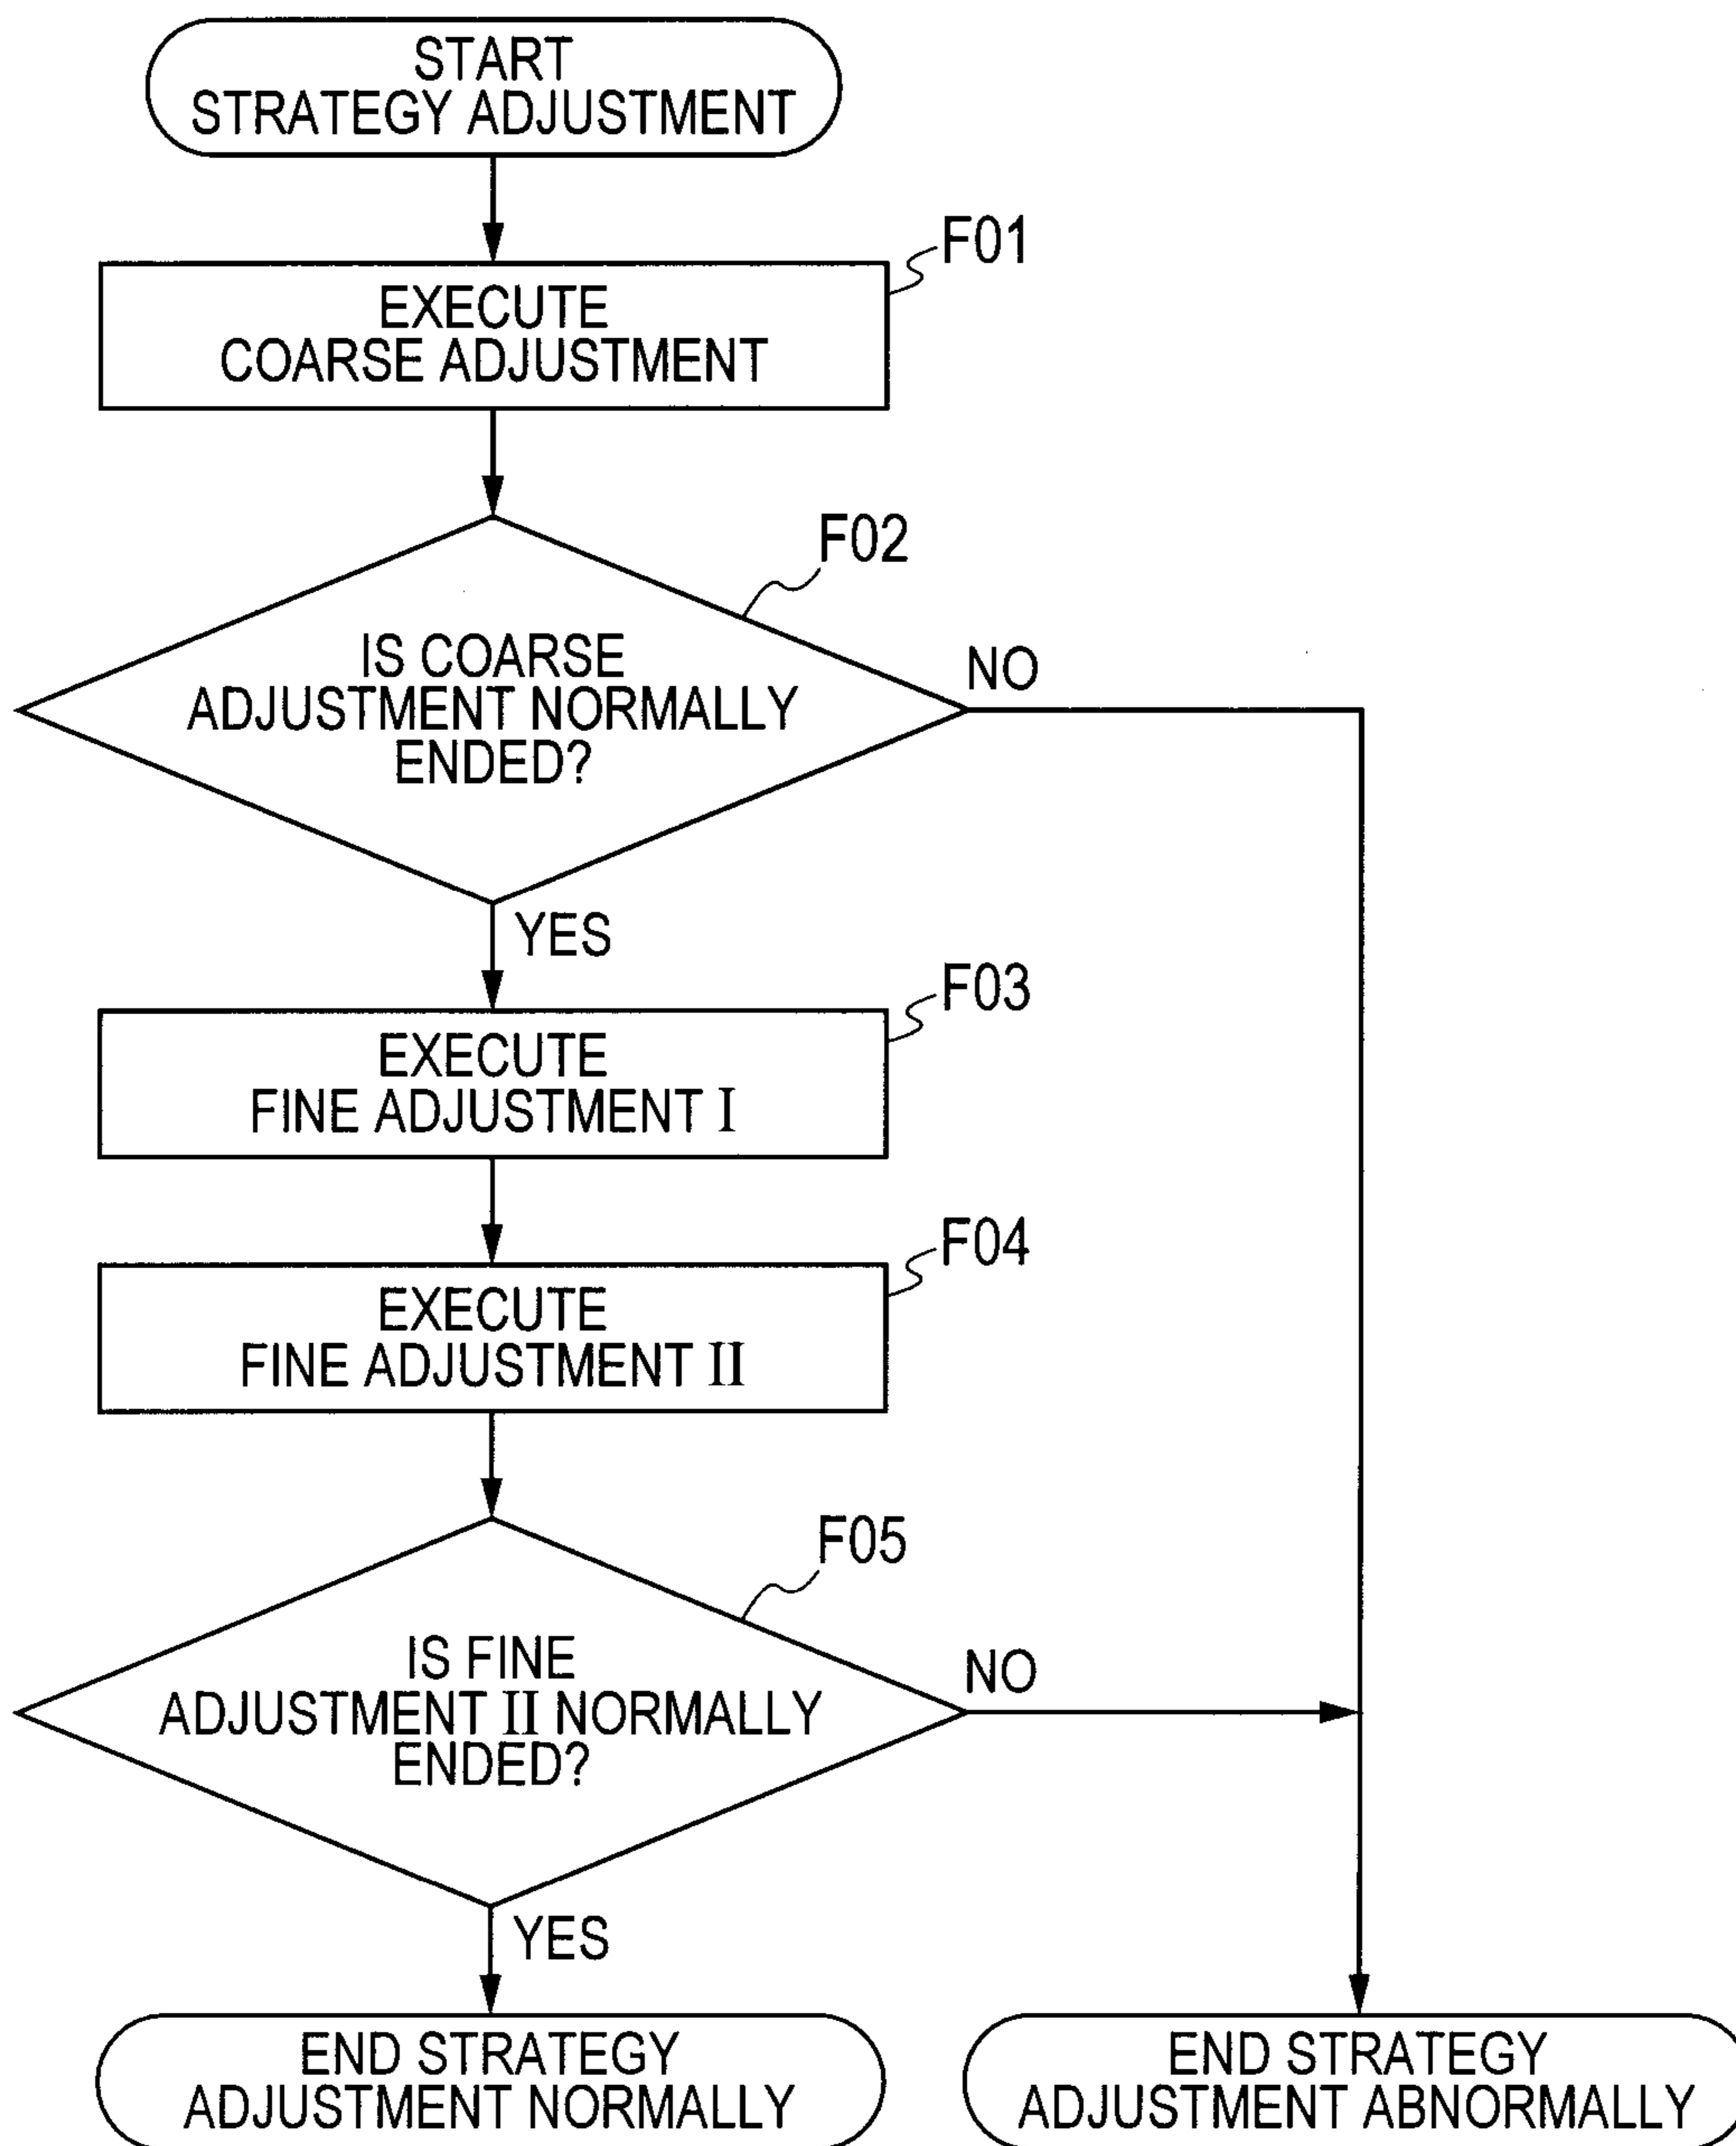 START
STRATEGY ADJUSTMENT
F01
EXECUTE
COARSE ADJUSTMENT
F02
IS COARSE
ADJUSTMENT NORMALLY
ENDED?
NO
YES
F03
EXECUTE
FINE ADJUSTMENT I
F04
EXECUTE
FINE ADJUSTMENT II
F05
IS FINE
ADJUSTMENT II NORMALLY
ENDED?
NO
YES
END STRATEGY
ADJUSTMENT NORMALLY
END STRATEGY
ADJUSTMENT ABNORMALLY